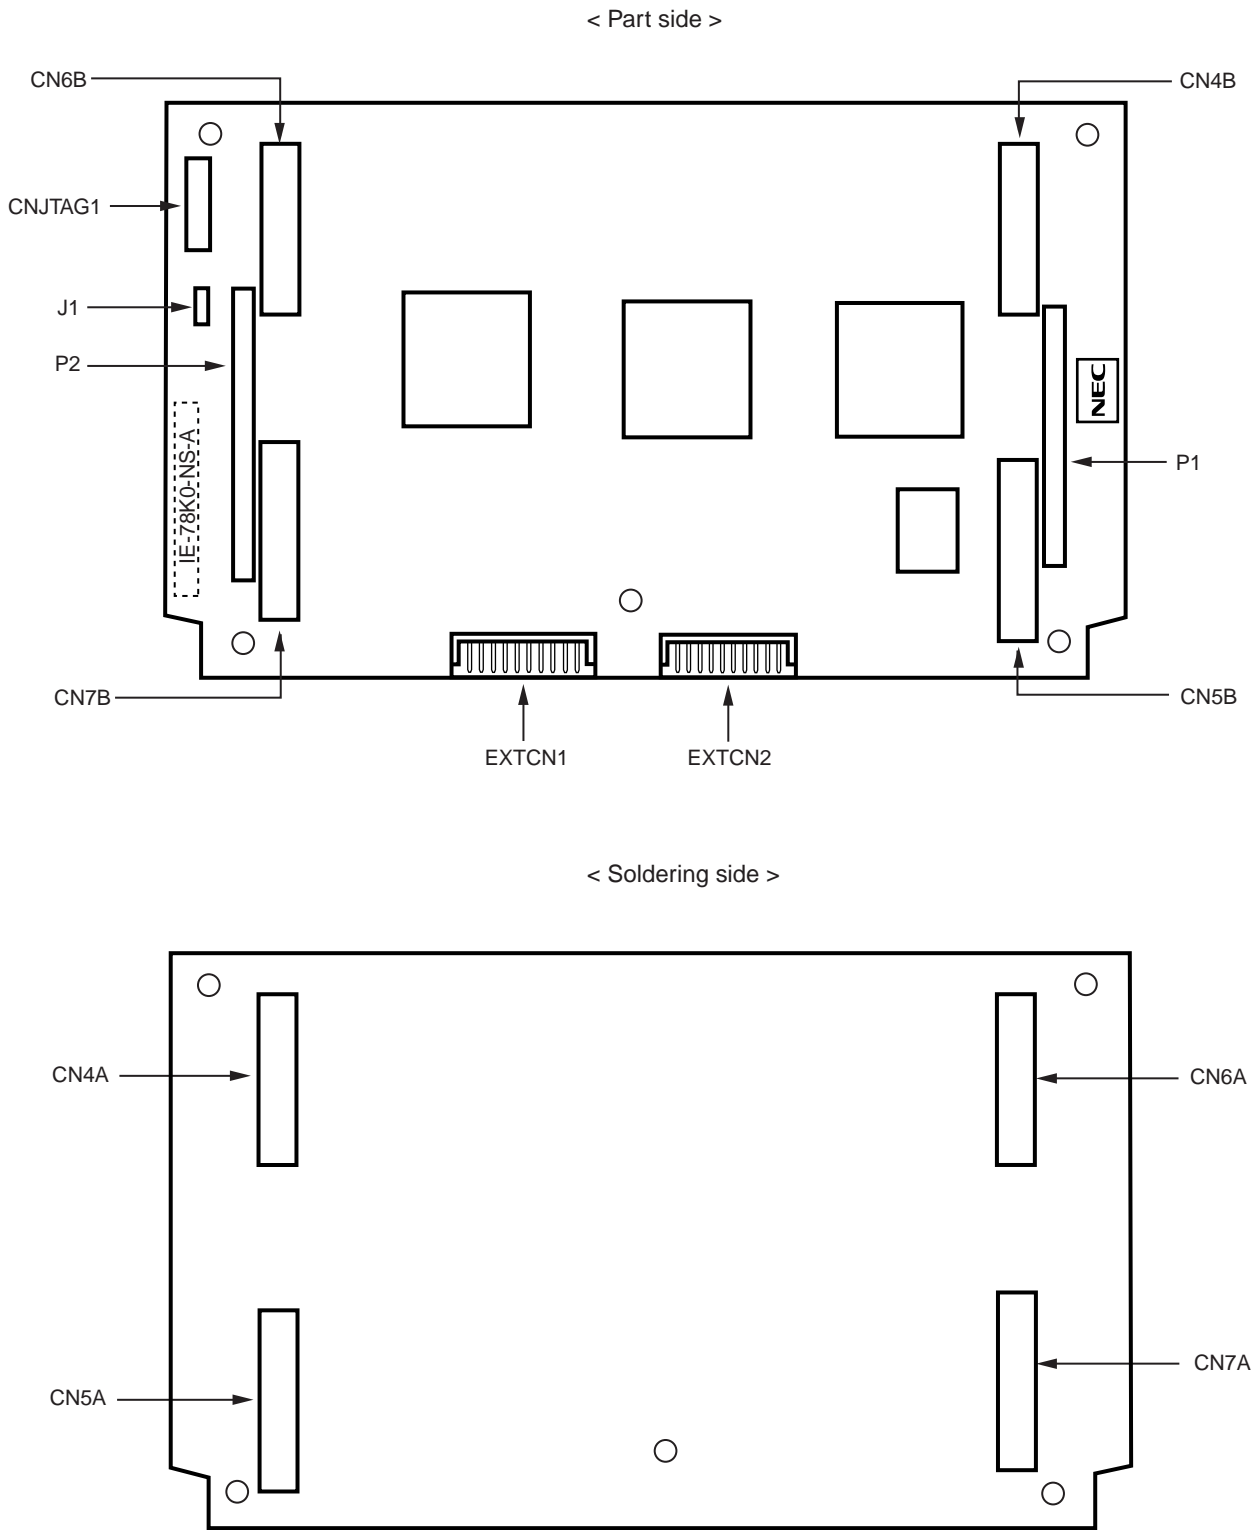 < Part side >
CN6B
CN4B
CNJTAG1
J1
P2
IE-78K0-NS-A
NEC
P1
CN7B
CN5B
EXTCN1
EXTCN2
< Soldering side >
CN4A
CN6A
CN7A
CN5A